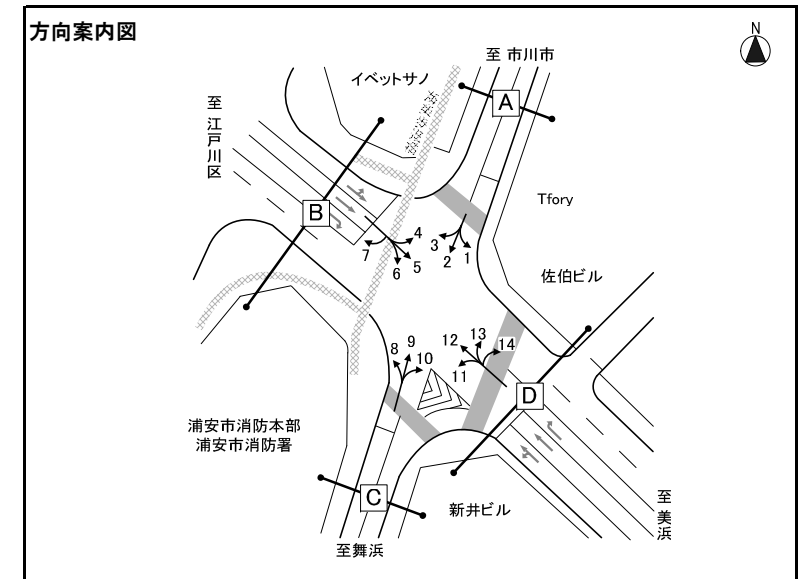 方向案内図
N
至 市川市
イベットサノ
A
至江戸川区
Tfory
B
4
3
1
7
2
5
6
佐伯ビル
13
9
12
14
8
10
11
D
浦安市消防本部
浦安市消防署
C
新井ビル
至美浜
至舞浜